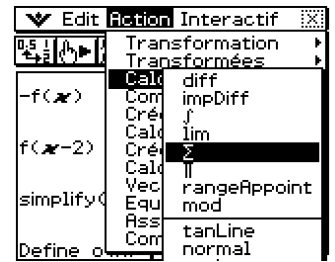 Edit Action Interactif
Transformation
Transformées
-f(x)
f(x-2)
simplify(
Define
Calc
Com
Cré
Calc
Cré
Calc
Vec
Equ
Ass
Com
diff
impDiff
∫
lim
Σ
∏
rangeAppoint
mod
tanLine
normal